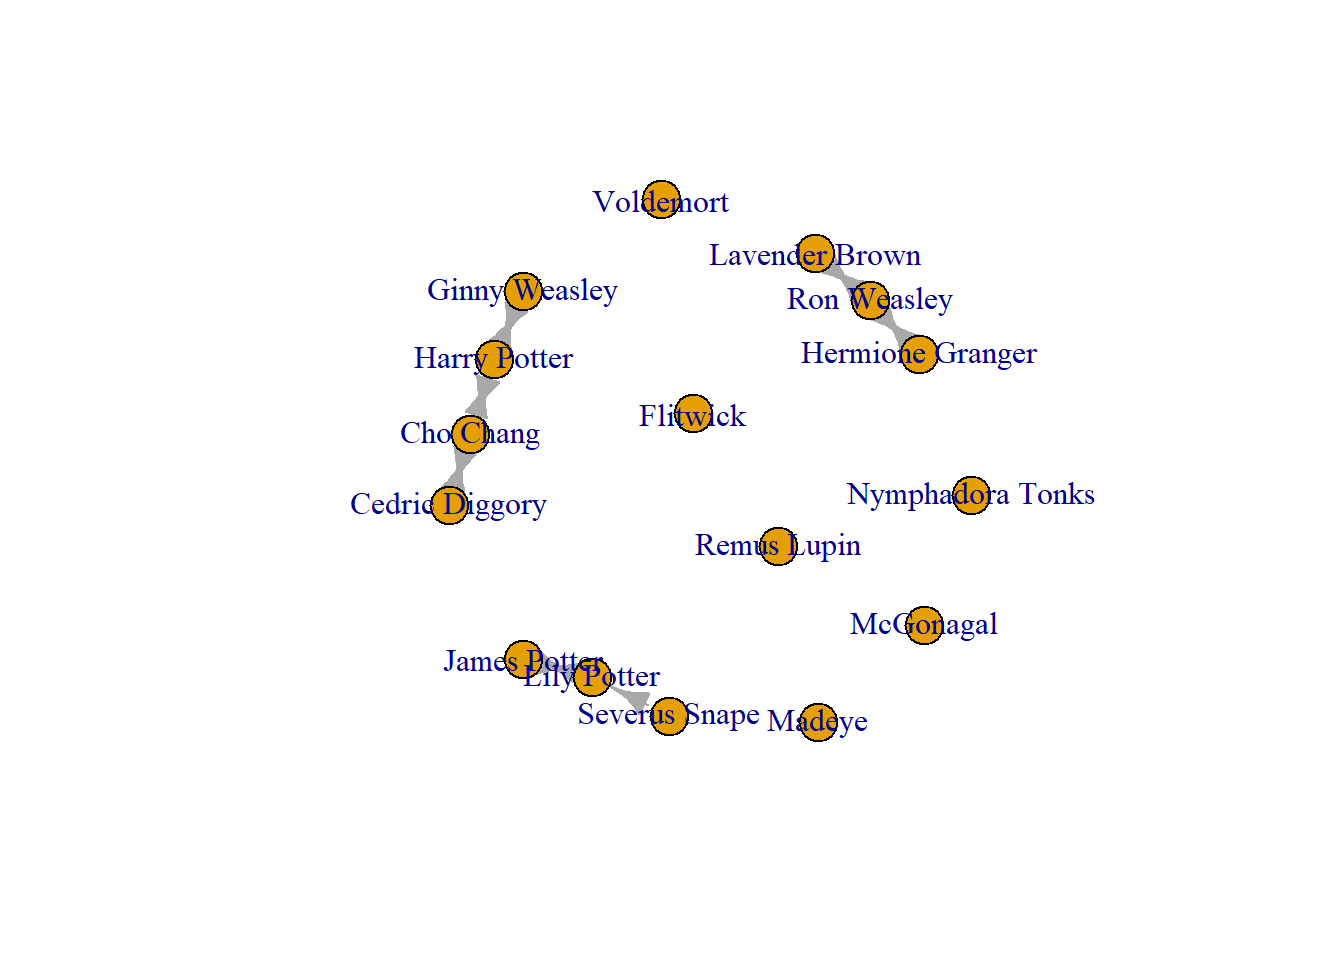 Voldemort
Lavender Brown
Ginny Weasley
Ron Weasley
Harry Potter
Hermione Granger
Flitwick
Cho Chang
Nymphadora Tonks
Cedric Diggory
Remus Lupin
McGonagal
James Potter
Lily Potter
Severus Snape
Madeye